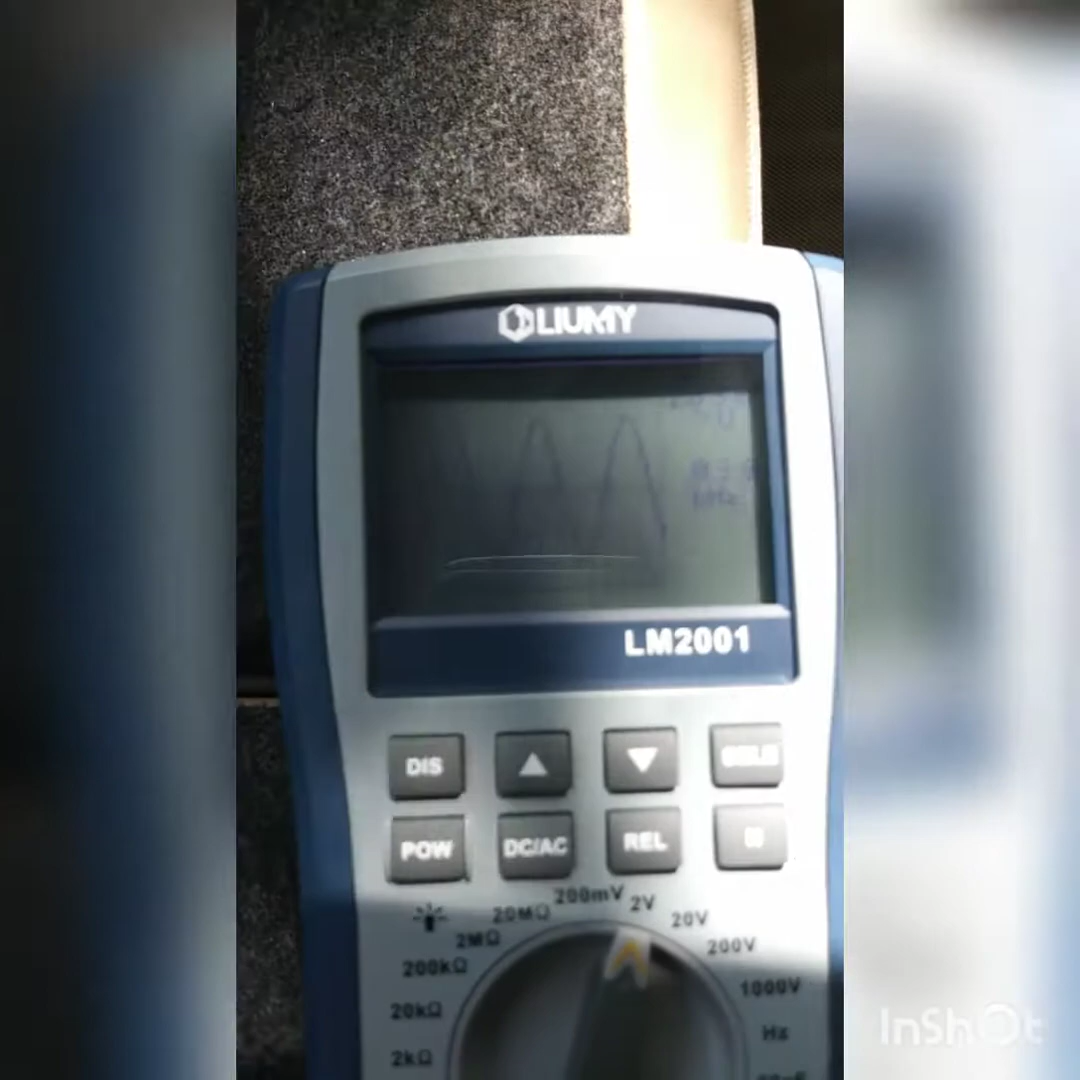 LIUMY
LM2001
DIS ▲ ▼
POW DC/AC REL
200mV 2V
20MΩ 20V
2MΩ 200V
200kΩ 1000V
20kΩ Hz
2kΩ
InShOt